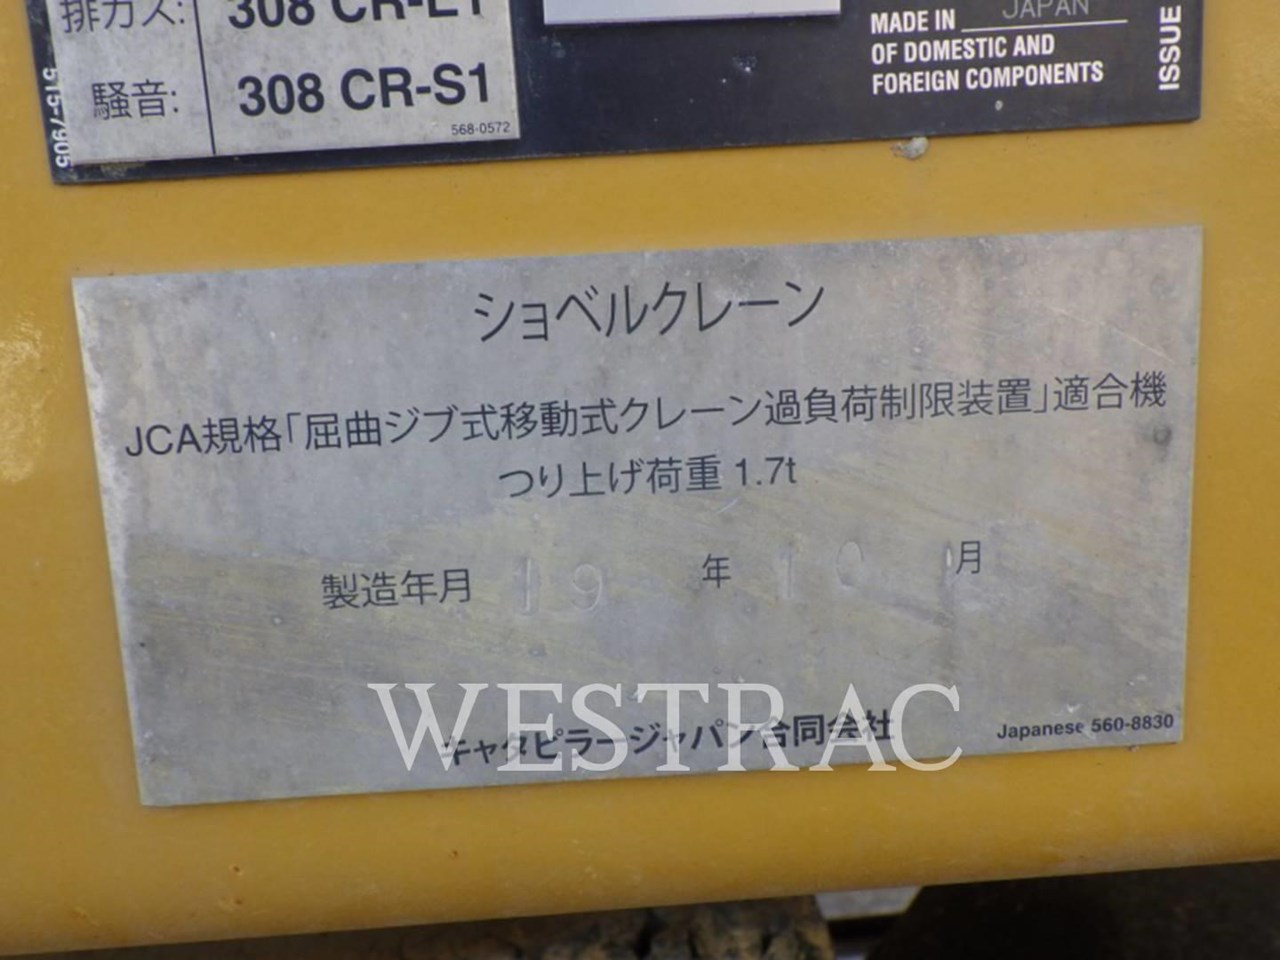 排ガス: 308 CR-E1
騒音: 308 CR-S1
568-0572
515-7905
MADE IN JAPAN
OF DOMESTIC AND
FOREIGN COMPONENTS
ISSUE
ショベルクレーン
JCA規格「屈曲ジブ式移動式クレーン過負荷制限装置」適合機
つり上げ荷重 1.7t
製造年月 19 年 10 月
キャタピラージャパン合同会社
Japanese 560-8830
WESTRAC